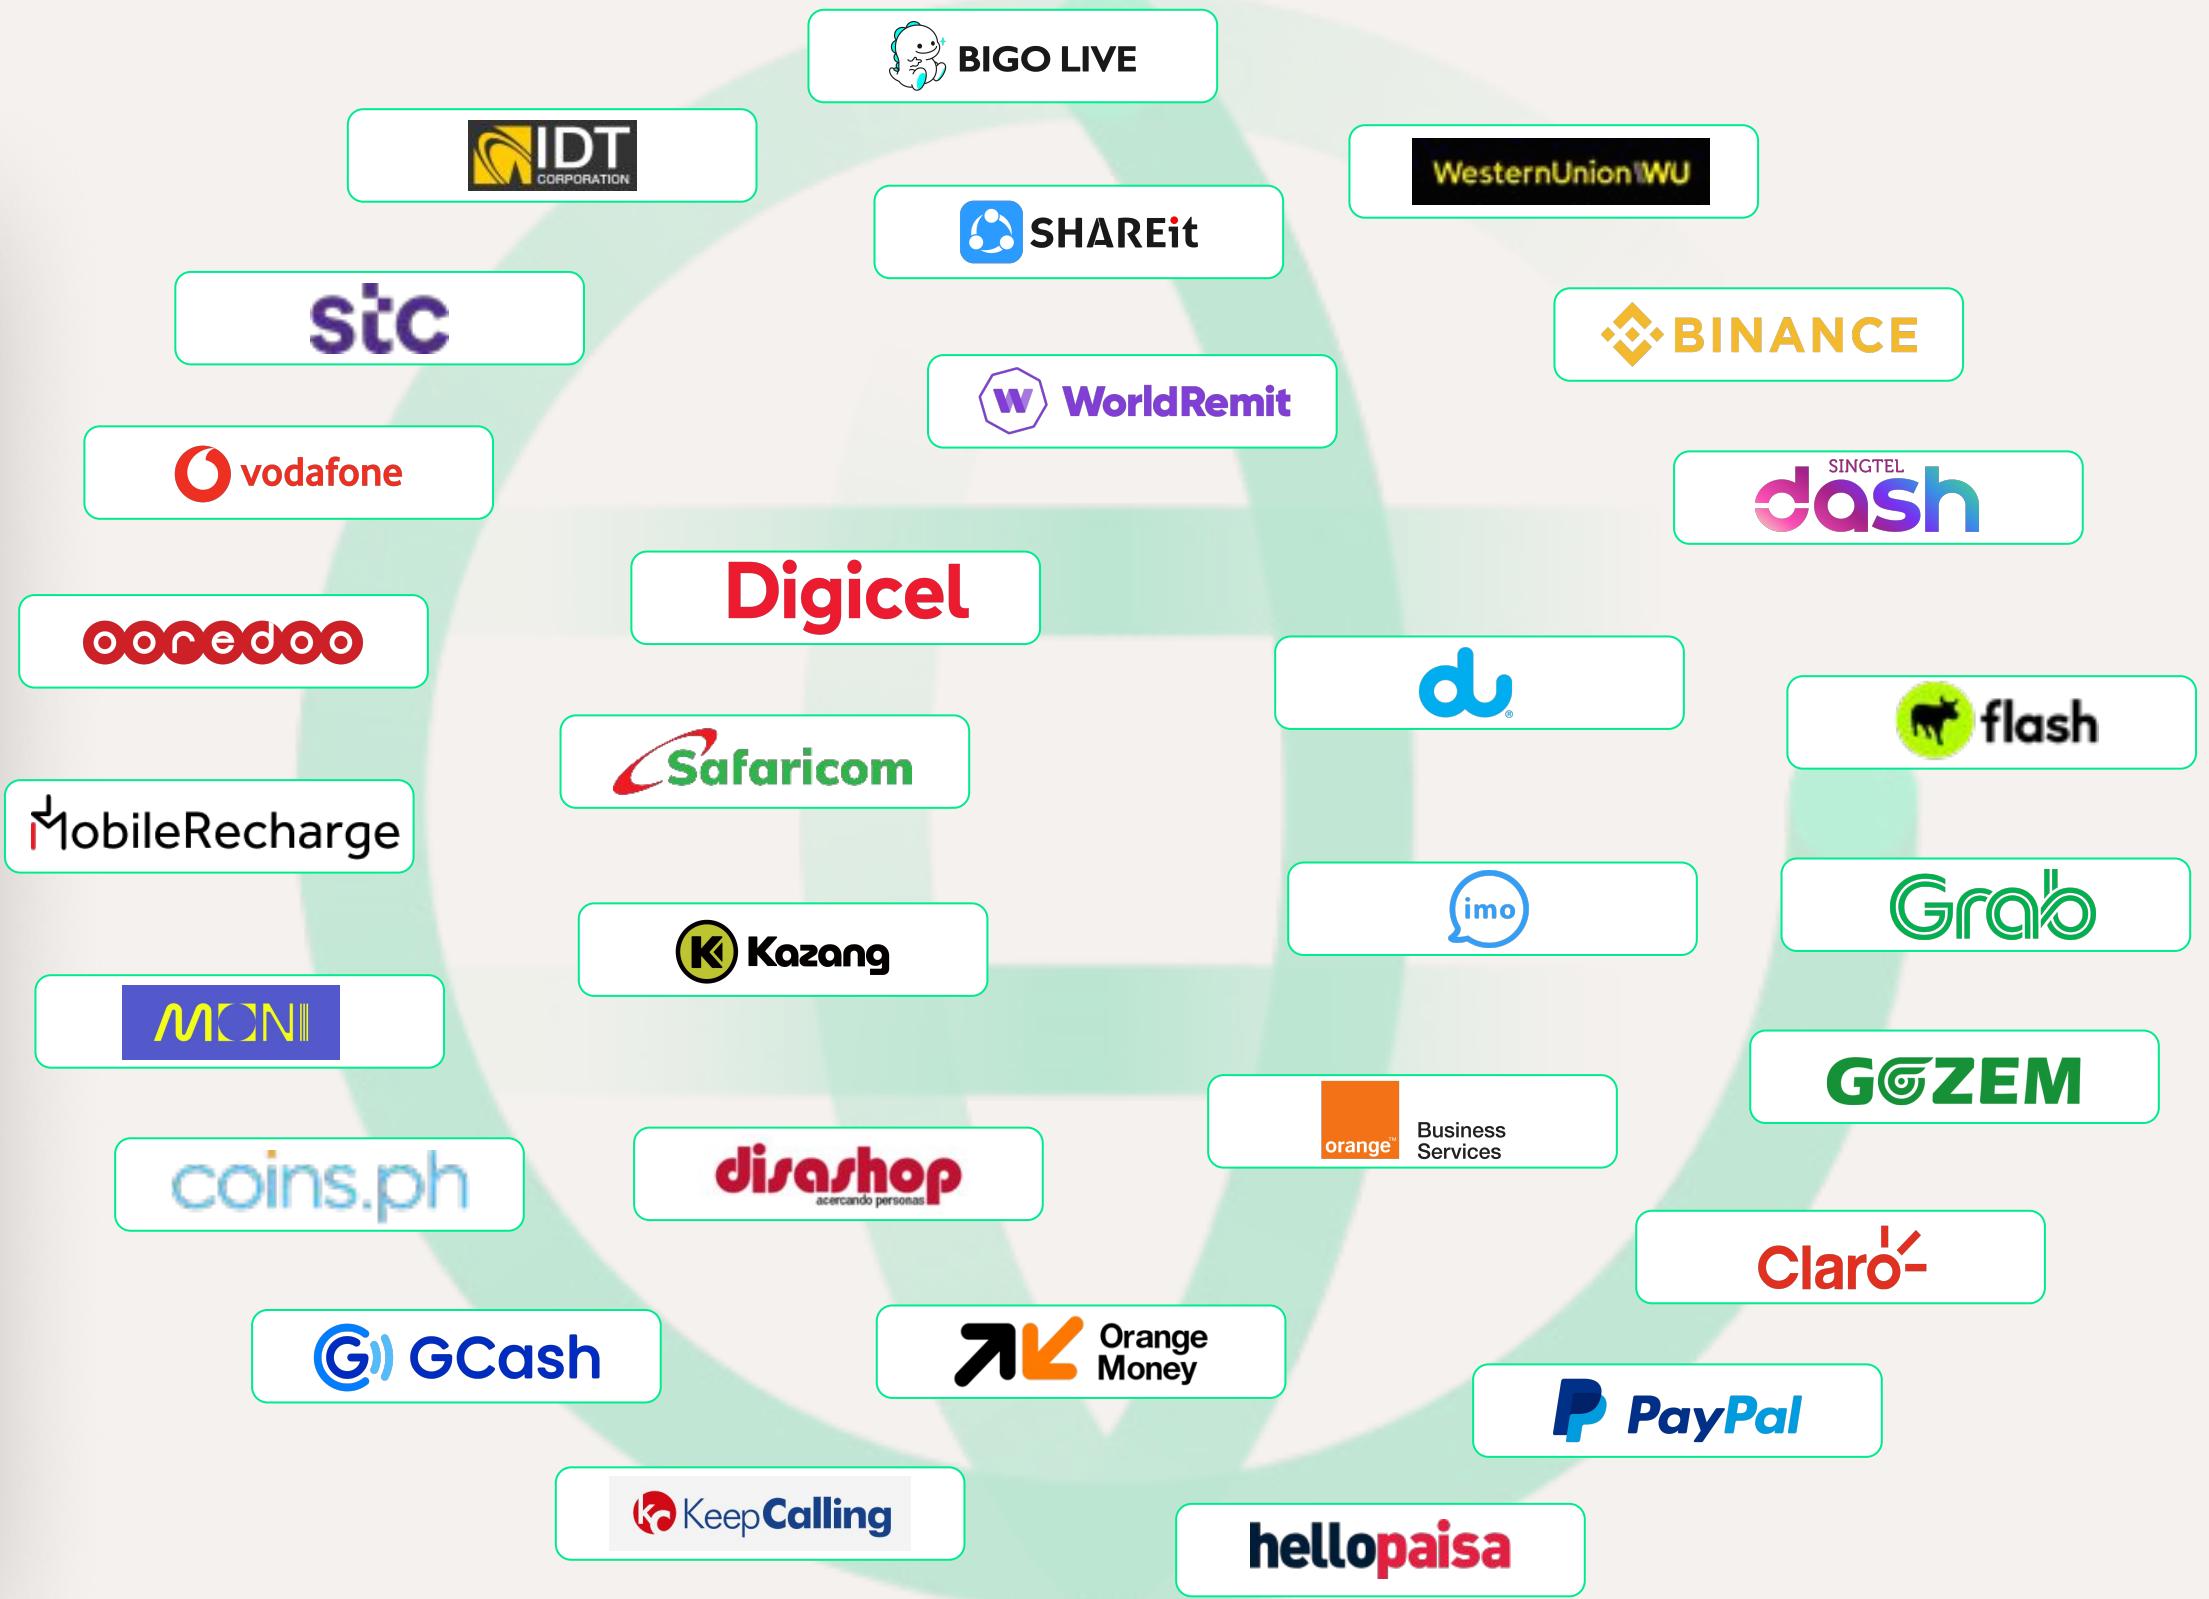 BIGO LIVE
IDT
CORPORATION
WesternUnion WU
SHAREit
stc
BINANCE
W WorldRemit
vodafone
SINGTEL
dash
Digicel
ooredoo
du®
flash
Safaricom
MobileRecharge
imo
Grab
K Kazang
MONI
GOZEM
orange™ Business
Services
coins.ph
disashop
acercando personas
Claro
G GCash
Orange
Money
P PayPal
kc KeepCalling
hellopaisa